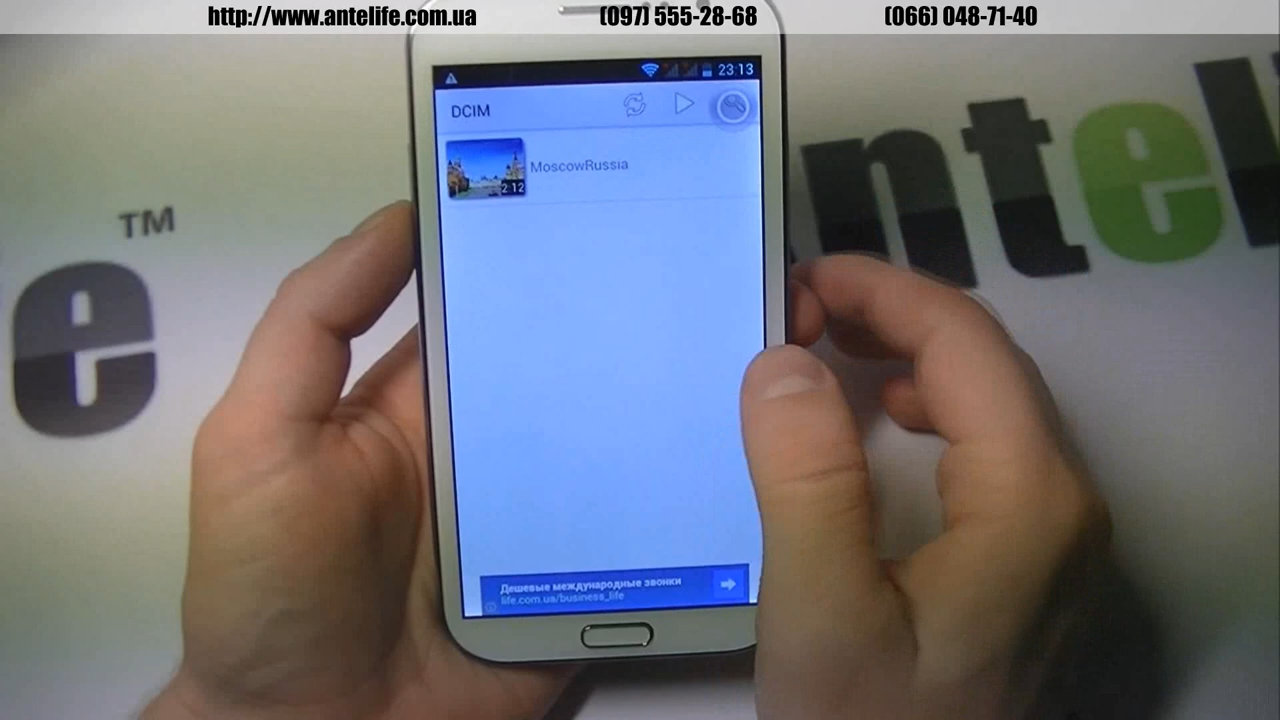 http://www.antelife.com.ua (097) 555-28-68 (066) 048-71-40
23:13
DCIM
MoscowRussia
2:12
Дешевые международные звонки
life.com.ua/business_life
TM
e
ntel